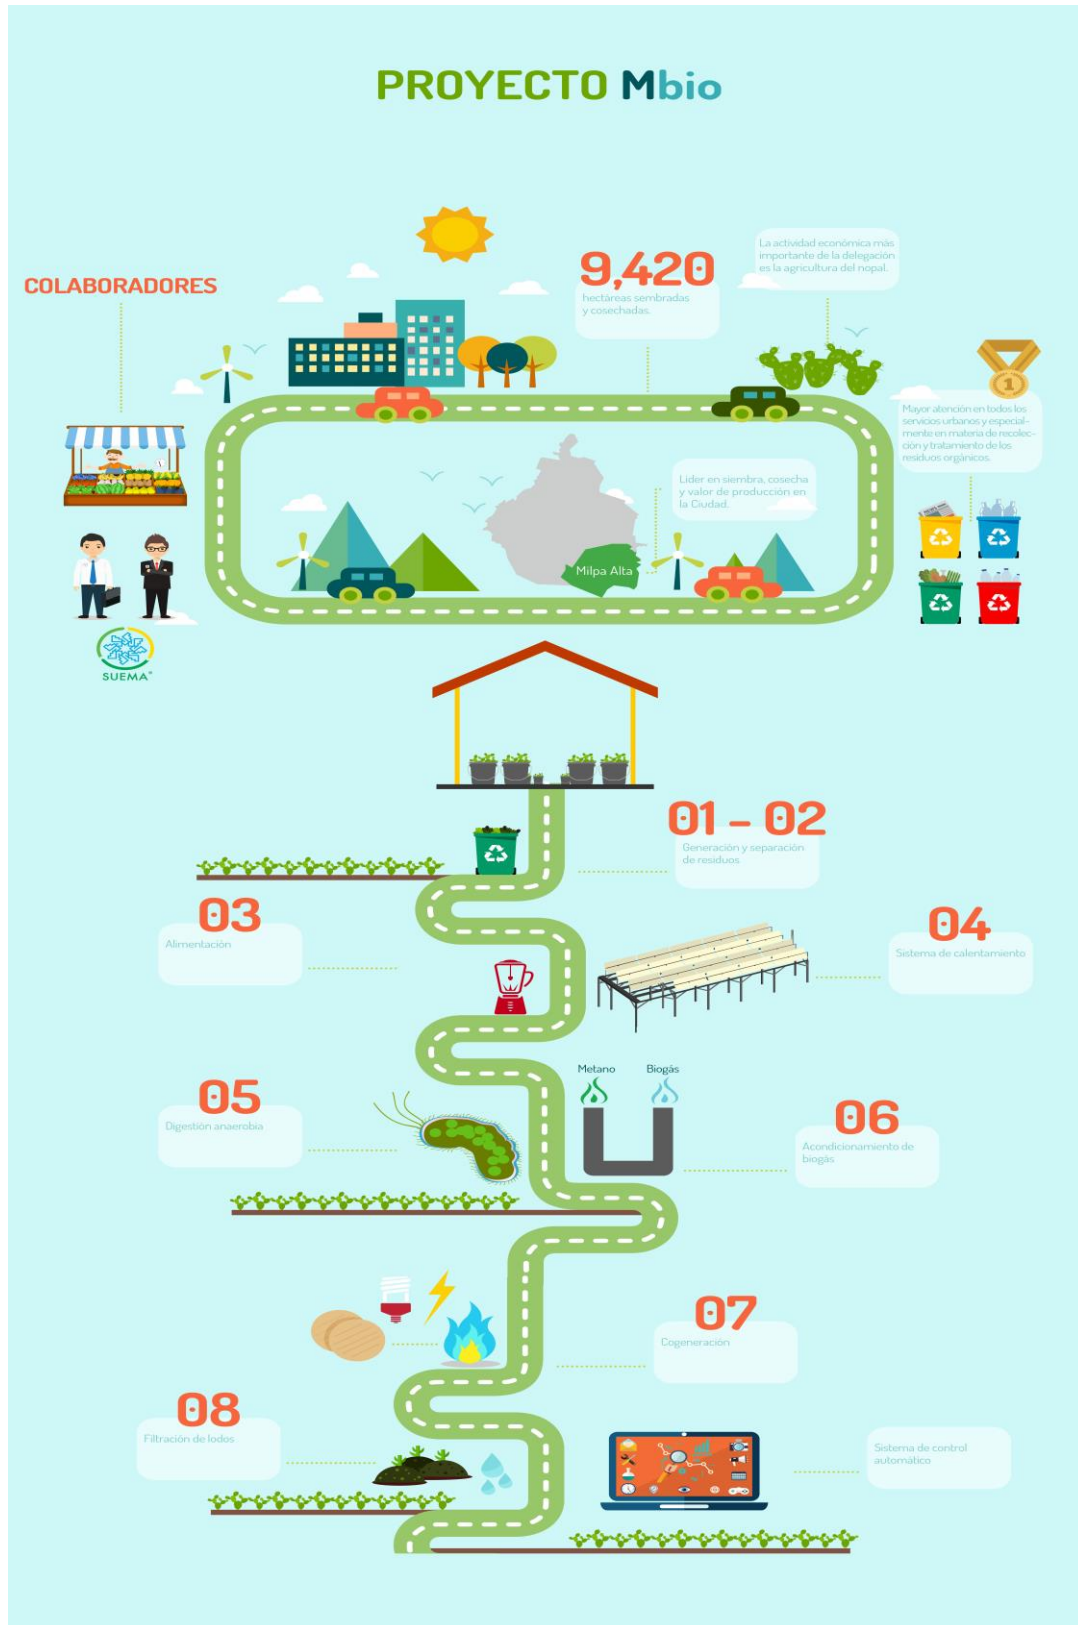 PROYECTO Mbio
COLABORADORES
9,420
hectáreas sembradas
y cosechadas.
La actividad económica más
importante de la delegación
es la agricultura del nopal.
1
Mayor atención en todos los
servicios urbanos y especial-
mente en materia de recolec-
ción y tratamiento de los
residuos orgánicos.
Lider en siembra, cosecha
y valor de producción en
la Ciudad.
Milpa Alta
SUEMA
01 - 02
Generación y separación
de residuos
03
Alimentación
04
Sistema de calentamiento
Metano Biogás
05
Digestión anaerobia
06
Acondicionamiento de
biogás
07
Cogeneración
08
Filtración de lodos
Sistema de control
automático